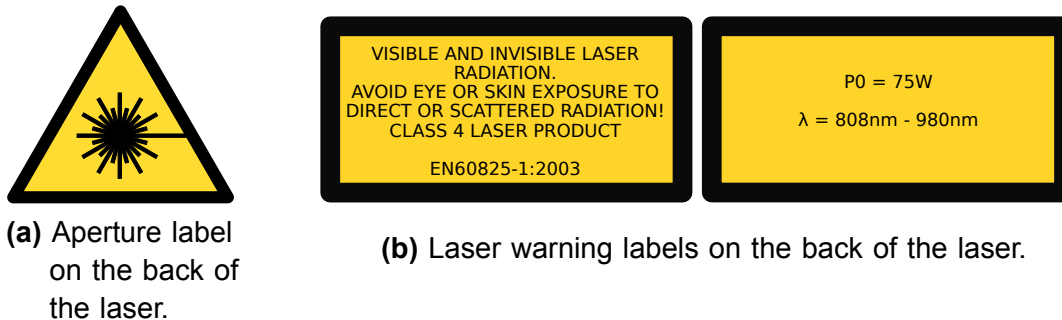 VISIBLE AND INVISIBLE LASER
RADIATION.
AVOID EYE OR SKIN EXPOSURE TO
DIRECT OR SCATTERED RADIATION!
CLASS 4 LASER PRODUCT
EN60825-1:2003
P0 = 75W
λ = 808nm - 980nm
(a) Aperture label
on the back of
the laser.
(b) Laser warning labels on the back of the laser.